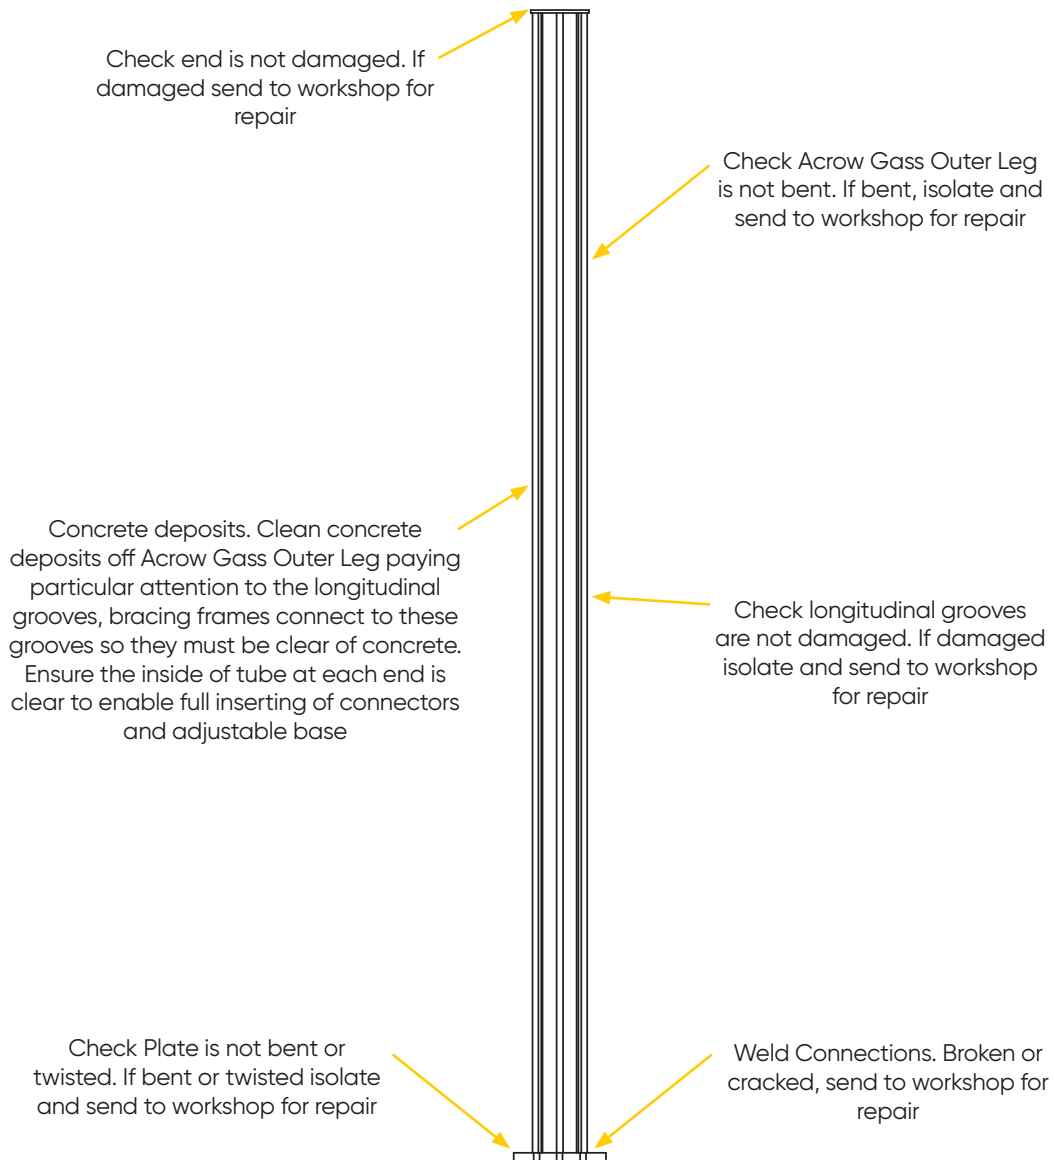 Check end is not damaged. If
damaged send to workshop for
repair
Check Acrow Gass Outer Leg
is not bent. If bent, isolate and
send to workshop for repair
Concrete deposits. Clean concrete
deposits off Acrow Gass Outer Leg paying
particular attention to the longitudinal
grooves, bracing frames connect to these
grooves so they must be clear of concrete.
Ensure the inside of tube at each end is
clear to enable full inserting of connectors
and adjustable base
Check longitudinal grooves
are not damaged. If damaged
isolate and send to workshop
for repair
Check Plate is not bent or
twisted. If bent or twisted isolate
and send to workshop for repair
Weld Connections. Broken or
cracked, send to workshop for
repair